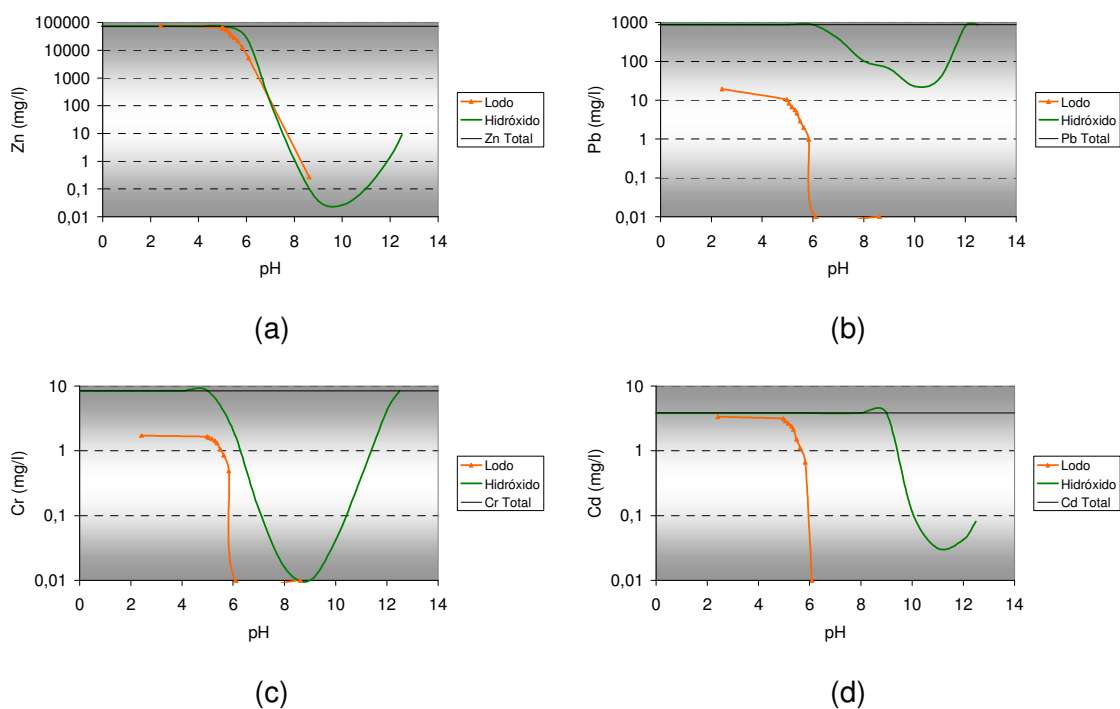 100000
10000
1000
100
10
1
0,1
0,01
Zn (mg/l)
0 2 4 6 8 10 12 14
pH
Lodo
Hidróxido
Zn Total
(a)
1000
100
10
1
0,1
0,01
Pb (mg/l)
0 2 4 6 8 10 12 14
pH
Lodo
Hidróxido
Pb Total
(b)
10
1
0,1
0,01
Cr (mg/l)
0 2 4 6 8 10 12 14
pH
Lodo
Hidróxido
Cr Total
(c)
10
1
0,1
0,01
Cd (mg/l)
0 2 4 6 8 10 12 14
pH
Lodo
Hidróxido
Cd Total
(d)